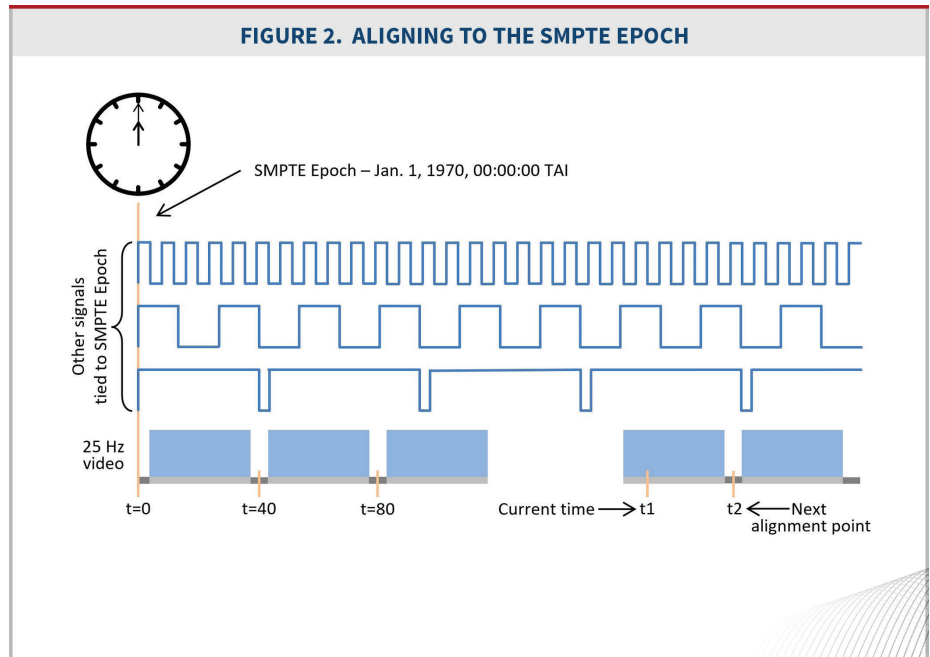 FIGURE 2. ALIGNING TO THE SMPTE EPOCH
SMPTE Epoch – Jan. 1, 1970, 00:00:00 TAI
Other signals
tied to SMPTE Epoch
25 Hz
video
t=0
t=40
t=80
Current time
t1
t2
Next
alignment point